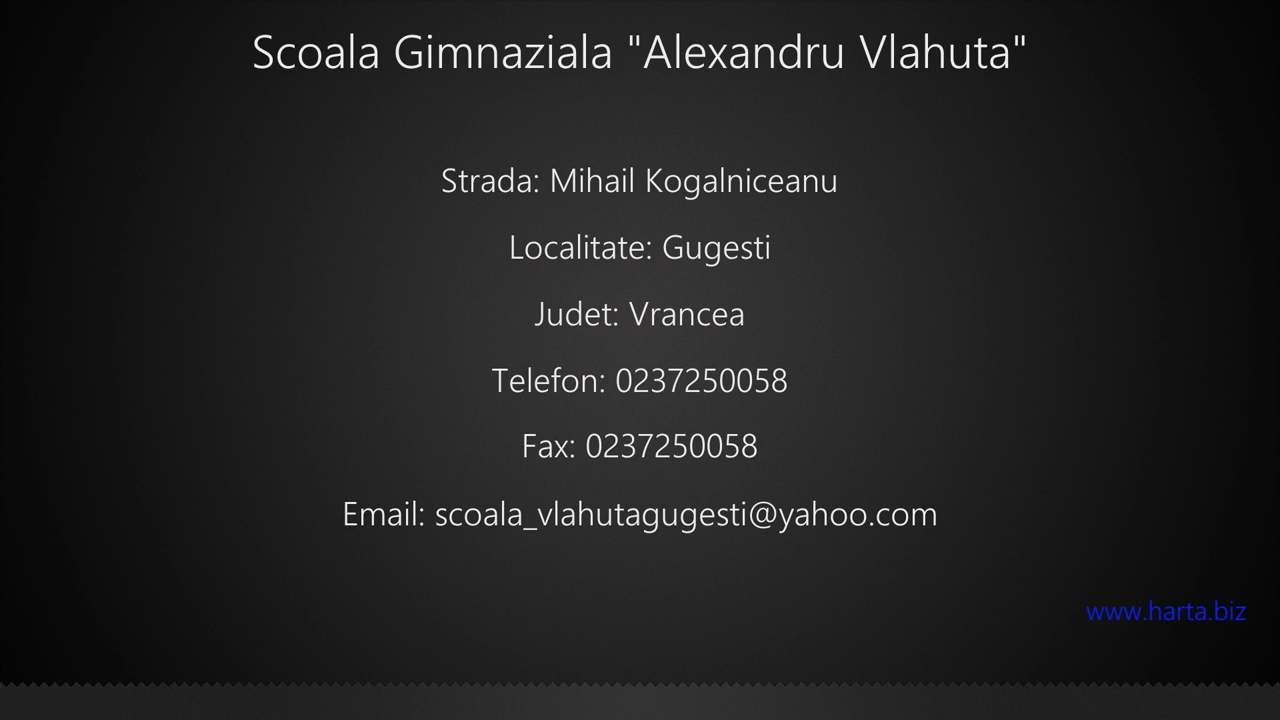 Scoala Gimnaziala "Alexandru Vlahuta"
Strada: Mihail Kogalniceanu
Localitate: Gugesti
Judet: Vrancea
Telefon: 0237250058
Fax: 0237250058
Email: scoala_vlahutagugesti@yahoo.com
www.harta.biz